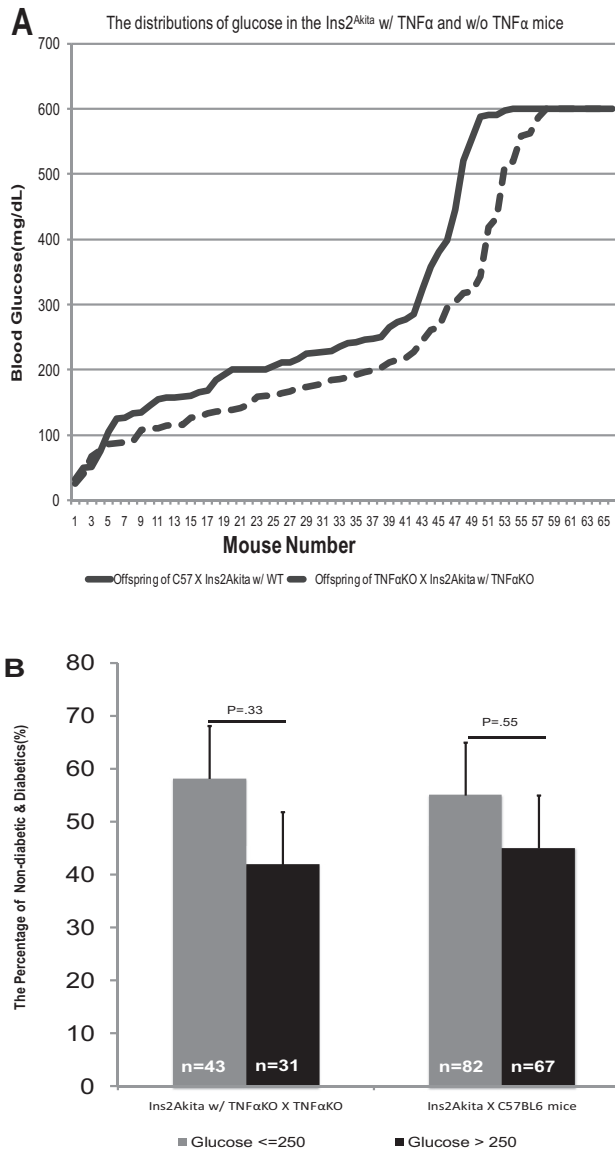 A
The distributions of glucose in the Ins2Akita w/ TNFα and w/o TNFα mice
700
600
500
400
300
200
100
0
Blood Glucose(mg/dL)
1 3 5 7 9 11 13 15 17 19 21 23 25 27 29 31 33 35 37 39 41 43 45 47 49 51 53 55 57 59 61 63 65
Mouse Number
Offspring of C57 X Ins2Akita w/ WT Offspring of TNFαKO X Ins2Akita w/ TNFαKO
B
80
70
60
50
40
30
20
10
0
The Percentage of Non-diabetic & Diabetics(%)
P=.33
P=.55
n=43 n=31 n=82 n=67
Ins2Akita w/ TNFαKO X TNFαKO Ins2Akita X C57BL6 mice
Glucose <=250 Glucose > 250